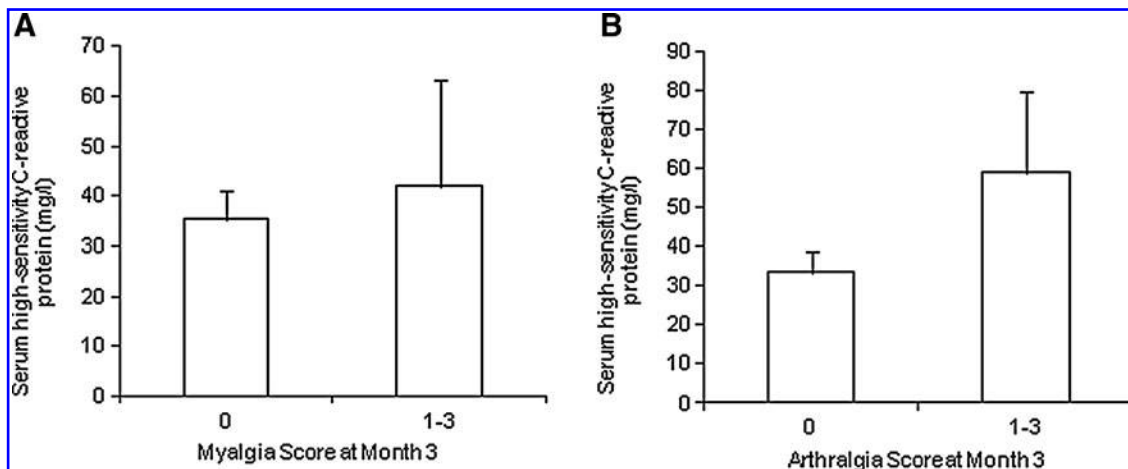 A
Serum high-sensitivity C-reactive
protein (mg/l)
70
60
50
40
30
20
10
0
0
1-3
Myalgia Score at Month 3
B
Serum high-sensitivity C-reactive
protein (mg/l)
90
80
70
60
50
40
30
20
10
0
0
1-3
Arthralgia Score at Month 3